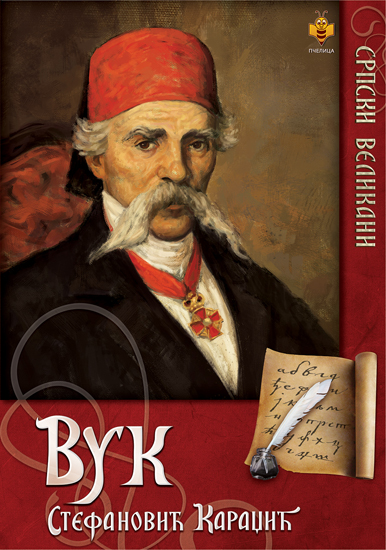 ПЧЕЛИЦА
СРПСКИ ВЕЛИКАНИ
а б в г д
ђ е ж з и
ВУК
Стефановић Караџић